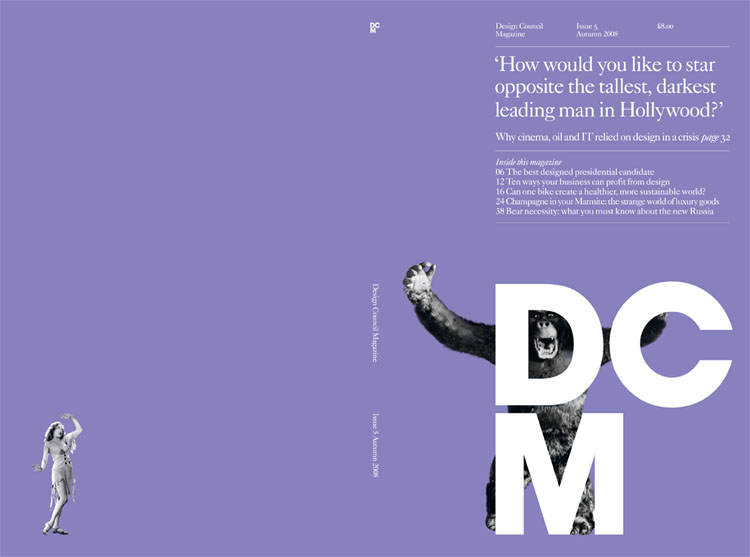 DC
M
Design Council
Magazine
Issue 5
Autumn 2008
£8.00
‘How would you like to star
opposite the tallest, darkest
leading man in Hollywood?’
Why cinema, oil and IT relied on design in a crisis page 32
Inside this magazine
06 The best designed presidential candidate
12 Ten ways your business can profit from design
16 Can one bike create a healthier, more sustainable world?
24 Champagne in your Marmite: the strange world of luxury goods
38 Bear necessity: what you must know about the new Russia
Design Council Magazine
Issue 5 Autumn 2008
DC
M